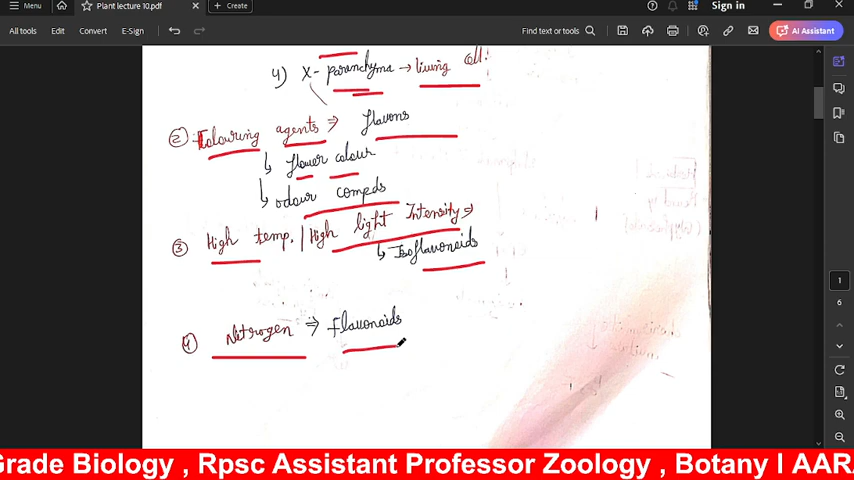 Menu
Plant lecture 10.pdf
+ Create
Sign in
All tools Edit Convert E-Sign
Find text or tools
AI Assistant
4) X - parenchyma → living cell!
② Colouring agents ⇒ flavons
↳ flower colour
↳ odour compds
③ High temp. / High light Intensity ⇒
↳ Isoflavonoids
④ Nitrogen ⇒ Flavonoids
1
6
Grade Biology , Rpsc Assistant Professor Zoology , Botany I AAR